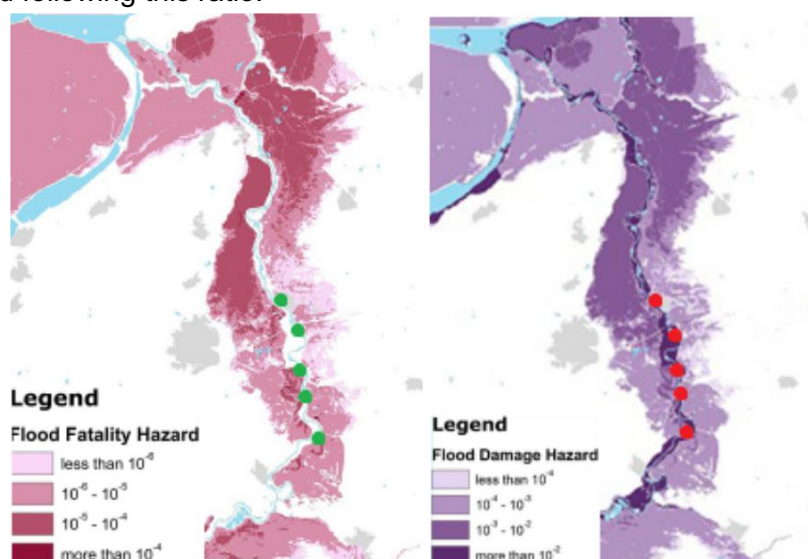 following this ratio.
Legend
Flood Fatality Hazard
less than 10⁻⁶
10⁻⁶ - 10⁻⁵
10⁻⁵ - 10⁻⁴
more than 10⁻⁴
Legend
Flood Damage Hazard
less than 10⁻⁴
10⁻⁴ - 10⁻³
10⁻³ - 10⁻²
more than 10⁻²